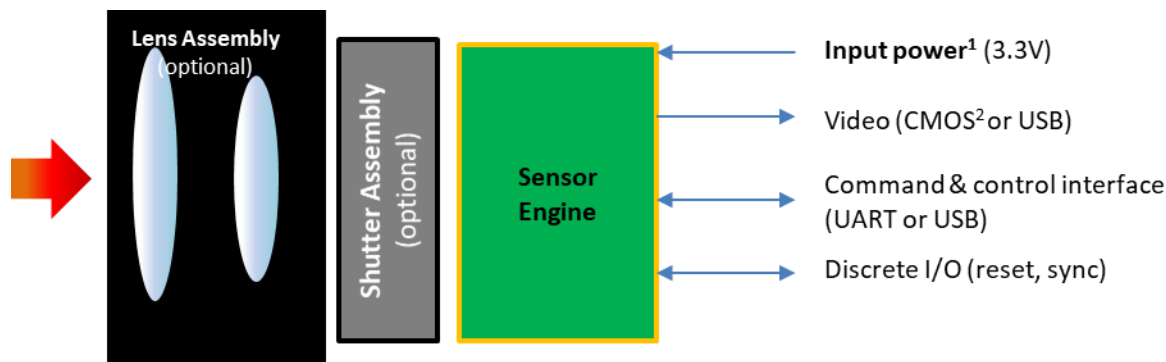 Lens Assembly
(optional)
Shutter Assembly
(optional)
Sensor
Engine
Input power¹ (3.3V)
Video (CMOS² or USB)
Command & control interface
(UART or USB)
Discrete I/O (reset, sync)